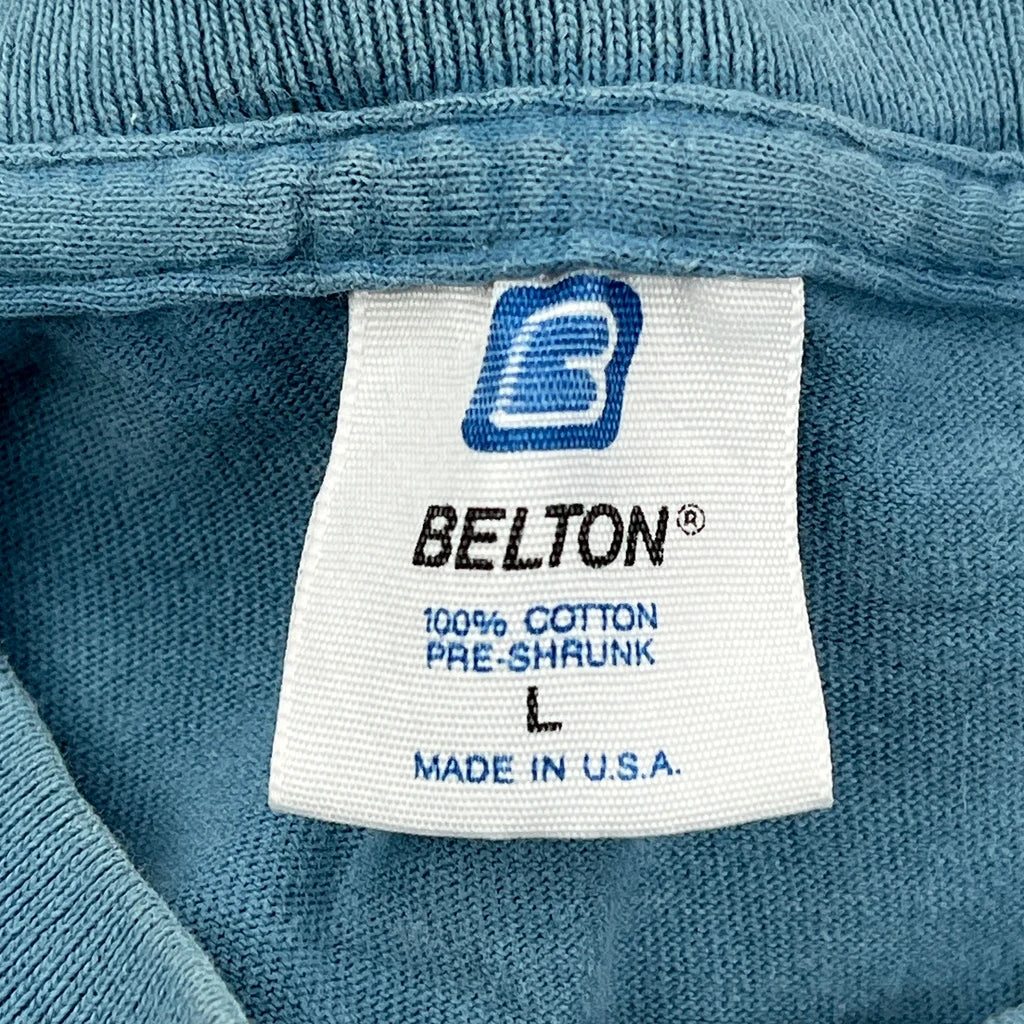 B
BELTON®
100% COTTON
PRE-SHRUNK
L
MADE IN U.S.A.